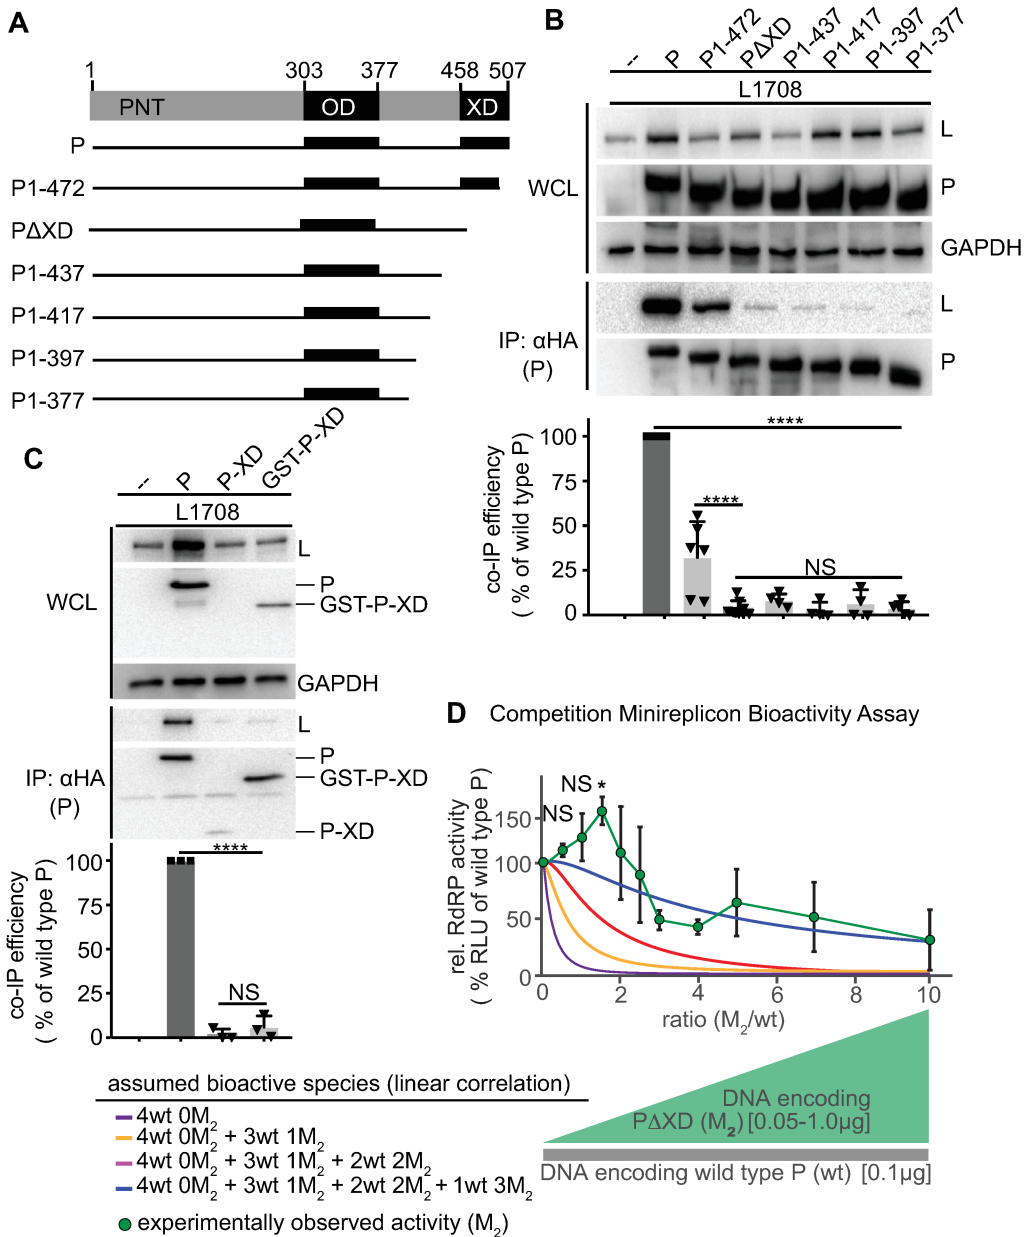 A
1 303 377 458 507
PNT OD XD
P
P1-472
PΔXD
P1-437
P1-417
P1-397
P1-377
B
-- P P1-472 PΔXD P1-437 P1-417 P1-397 P1-377
L1708
WCL
L
P
GAPDH
IP: αHA
(P)
L
P
co-IP efficiency
( % of wild type P)
100
75
50
25
0
****
****
NS
C
-- P P-XD GST-P-XD
L1708
WCL
L
P
GST-P-XD
GAPDH
IP: αHA
(P)
L
P
GST-P-XD
P-XD
co-IP efficiency
( % of wild type P)
100
75
50
25
0
****
NS
D Competition Minireplicon Bioactivity Assay
rel. RdRP activity
( % RLU of wild type P)
150
100
50
0
NS
NS *
0 2 4 6 8 10
ratio (M2/wt)
DNA encoding
PΔXD (M2) [0.05-1.0µg]
DNA encoding wild type P (wt) [0.1µg]
assumed bioactive species (linear correlation)
4wt 0M2
4wt 0M2 + 3wt 1M2
4wt 0M2 + 3wt 1M2 + 2wt 2M2
4wt 0M2 + 3wt 1M2 + 2wt 2M2 + 1wt 3M2
experimentally observed activity (M2)